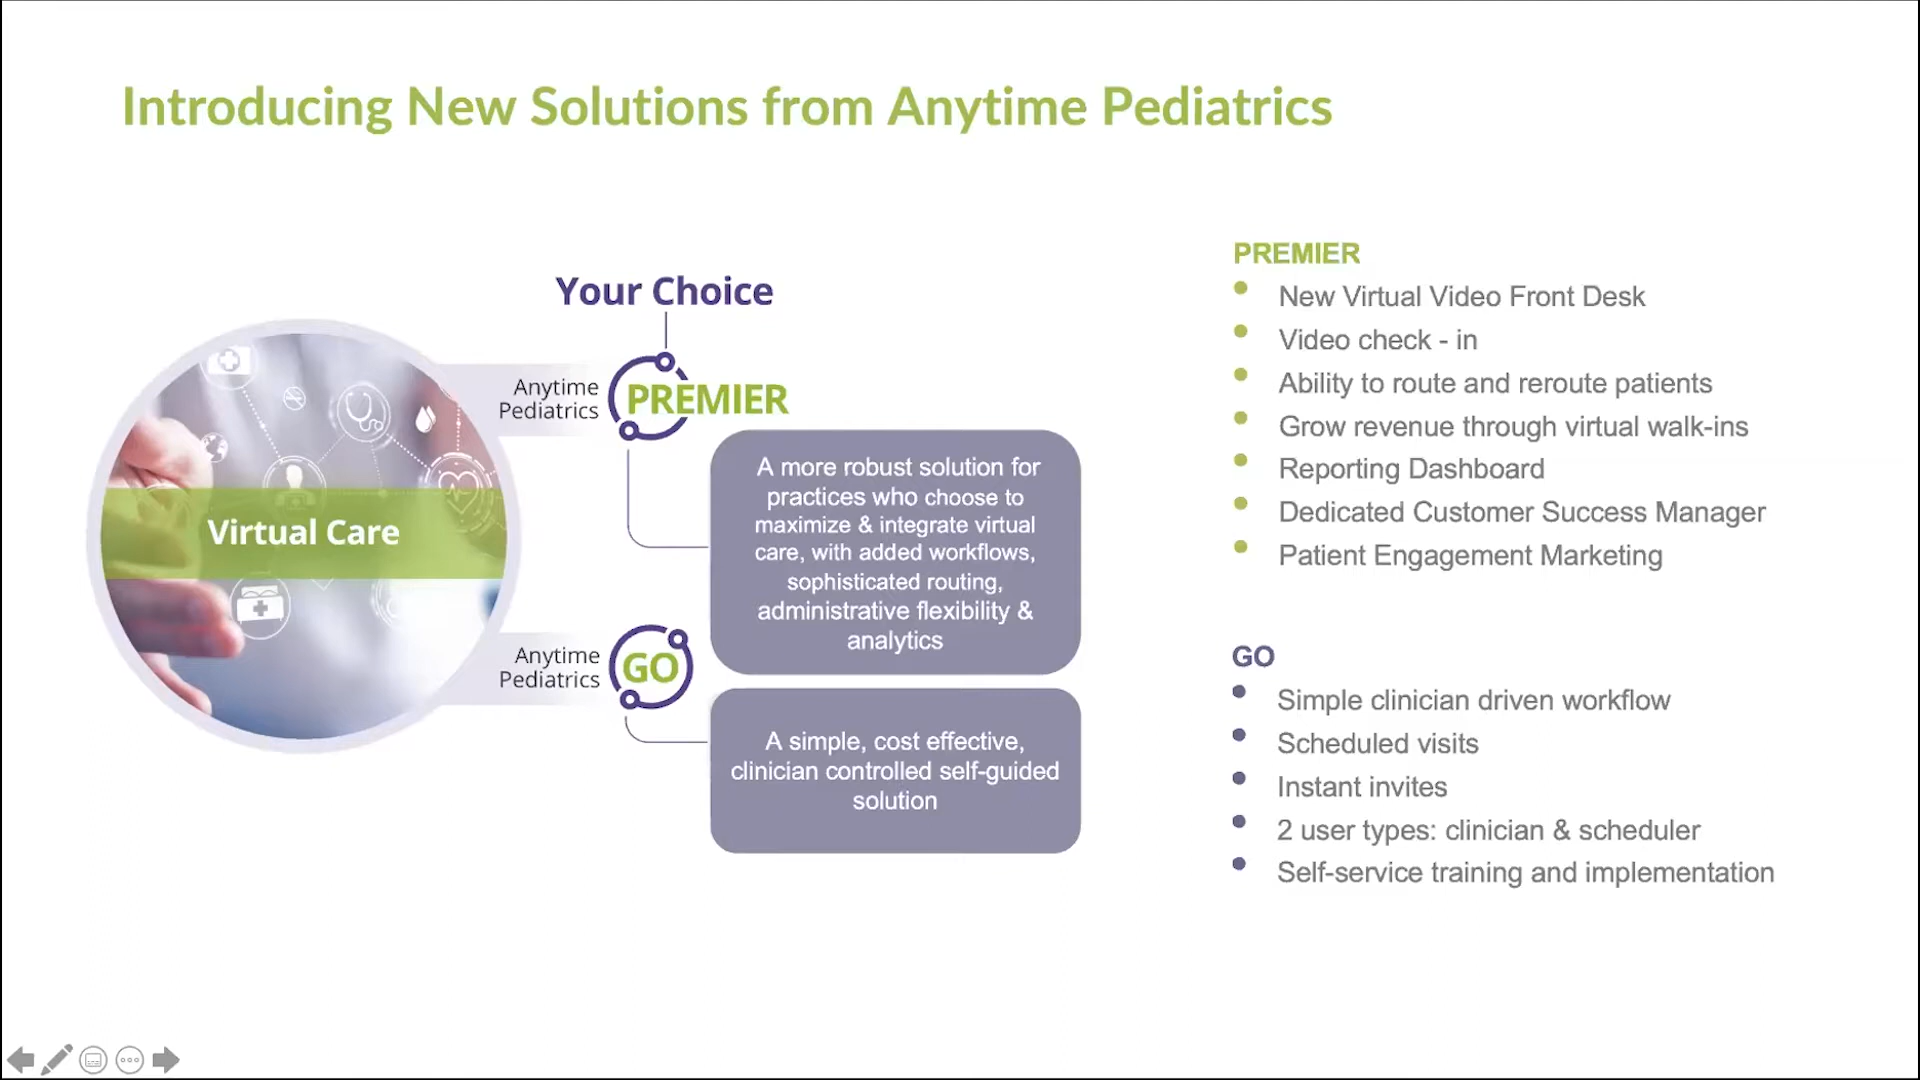 Introducing New Solutions from Anytime Pediatrics
Your Choice
Anytime
Pediatrics
PREMIER
A more robust solution for
practices who choose to
maximize & integrate virtual
care, with added workflows,
sophisticated routing,
administrative flexibility &
analytics
Virtual Care
Anytime
Pediatrics
GO
A simple, cost effective,
clinician controlled self-guided
solution
PREMIER
New Virtual Video Front Desk
Video check - in
Ability to route and reroute patients
Grow revenue through virtual walk-ins
Reporting Dashboard
Dedicated Customer Success Manager
Patient Engagement Marketing
GO
Simple clinician driven workflow
Scheduled visits
Instant invites
2 user types: clinician & scheduler
Self-service training and implementation